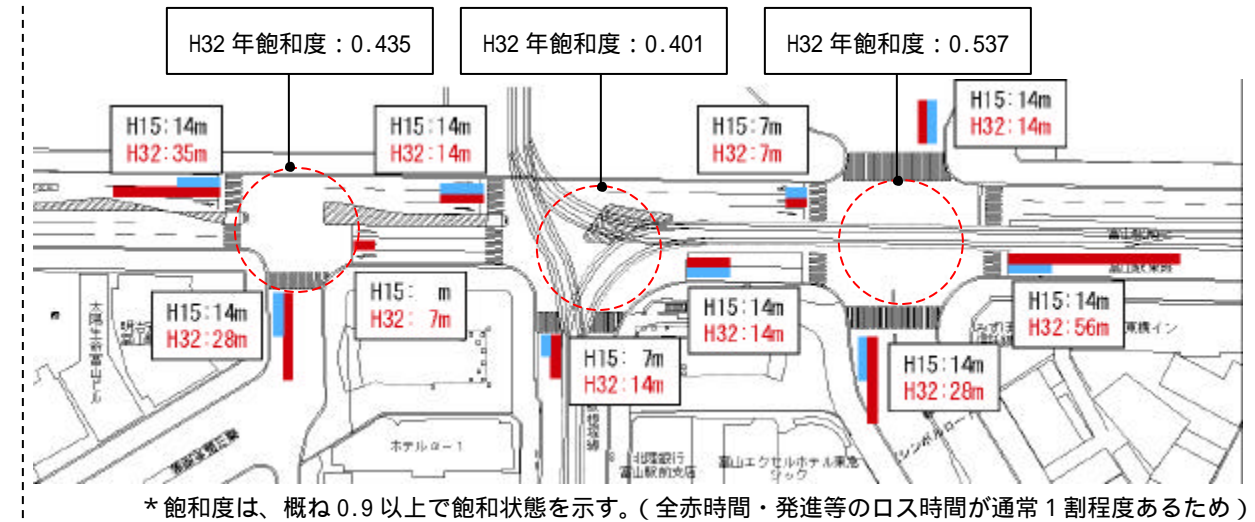 H32 年飽和度：0.435
H32 年飽和度：0.401
H32 年飽和度：0.537
H15：14m
H32：35m
H15：14m
H32：14m
H15：7m
H32：7m
H15：14m
H32：14m
H15：14m
H32：28m
H15：　m
H32： 7m
H15： 7m
H32：14m
H15：14m
H32：14m
H15：14m
H32：28m
H15：14m
H32：56m
ホテルα－1
北陸銀行
富山駅前支店
富山エクセルホテル東急
シック
＊飽和度は、概ね 0.9 以上で飽和状態を示す。（ 全赤時間・発進等のロス時間が通常 1 割程度あるため ）